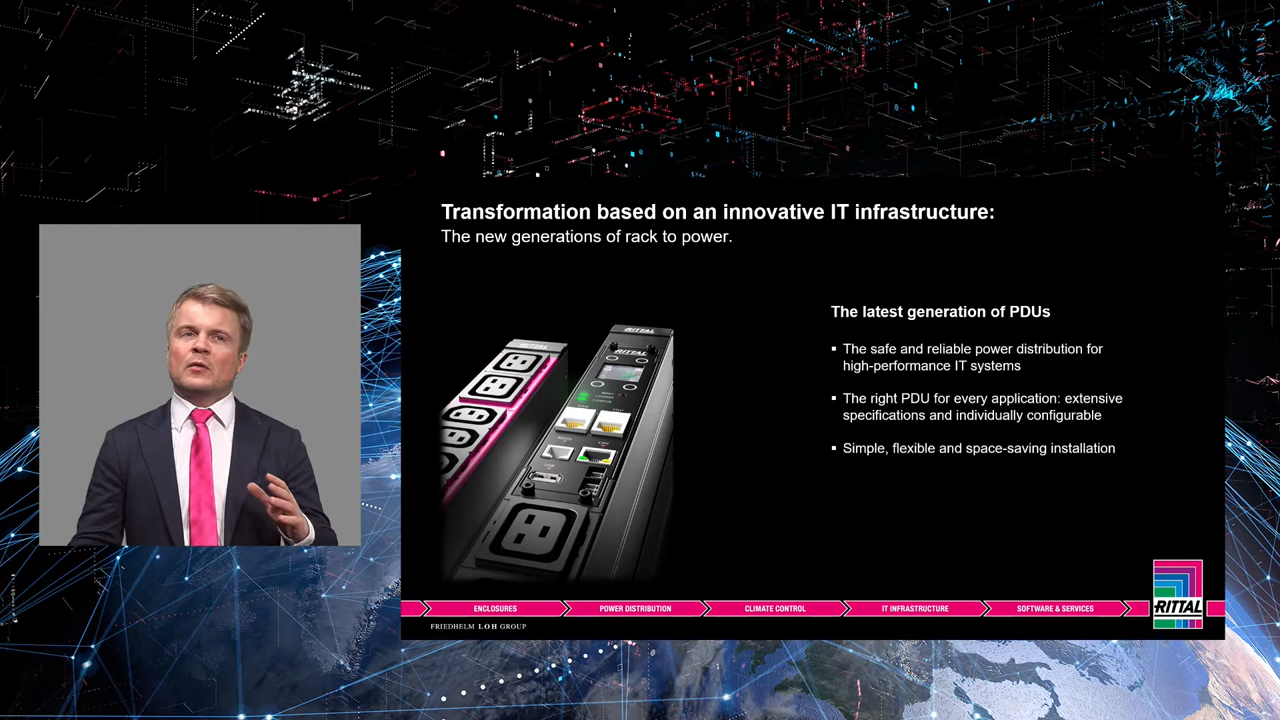 Transformation based on an innovative IT infrastructure:
The new generations of rack to power.
The latest generation of PDUs
▪ The safe and reliable power distribution for
high-performance IT systems
▪ The right PDU for every application: extensive
specifications and individually configurable
▪ Simple, flexible and space-saving installation
RITTAL
RITTAL
RITTAL
ENCLOSURES
POWER DISTRIBUTION
CLIMATE CONTROL
IT INFRASTRUCTURE
SOFTWARE & SERVICES
RITTAL
FRIEDHELM LOH GROUP